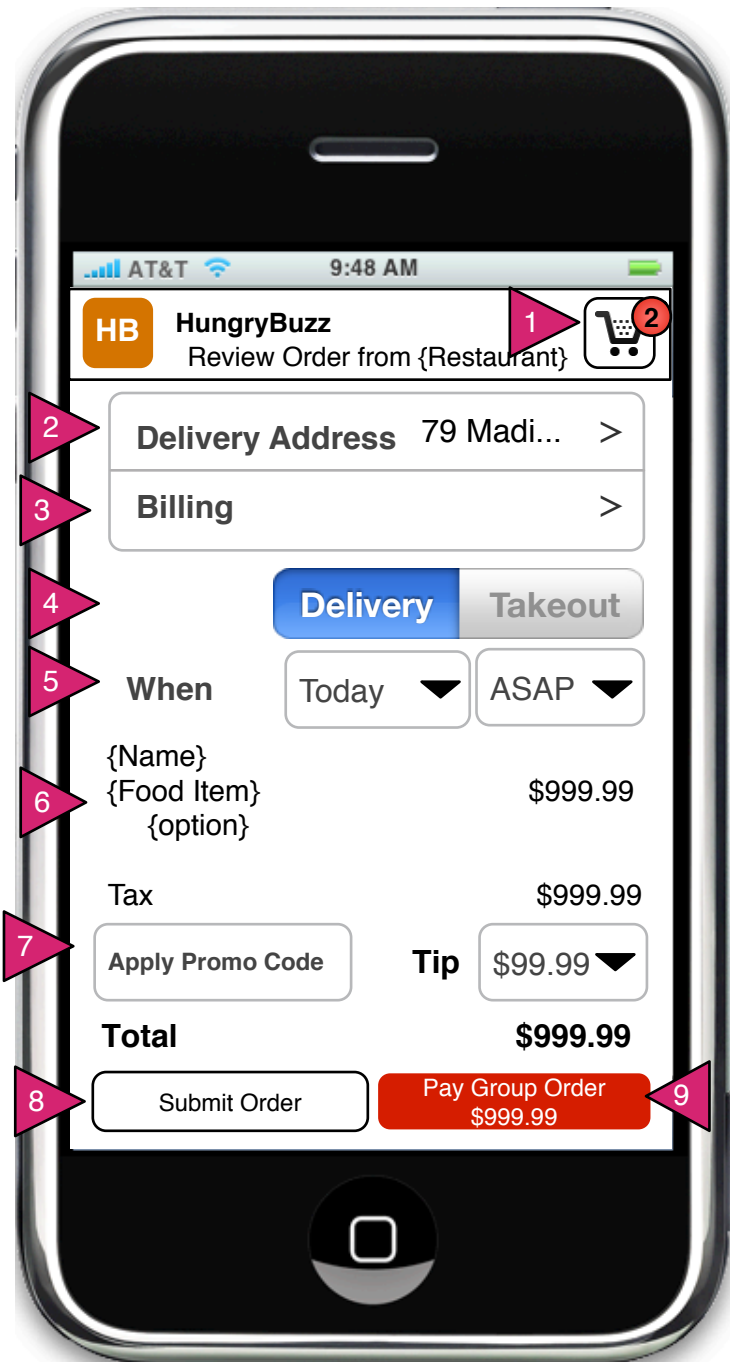 AT&T 9:48 AM
HB HungryBuzz 1 2
Review Order from {Restaurant}
2 Delivery Address 79 Madi... >
3 Billing >
4 Delivery Takeout
5 When Today ASAP
{Name}
6 {Food Item} $999.99
{option}
Tax $999.99
7 Apply Promo Code Tip $99.99
Total $999.99
8 Submit Order Pay Group Order 9
$999.99